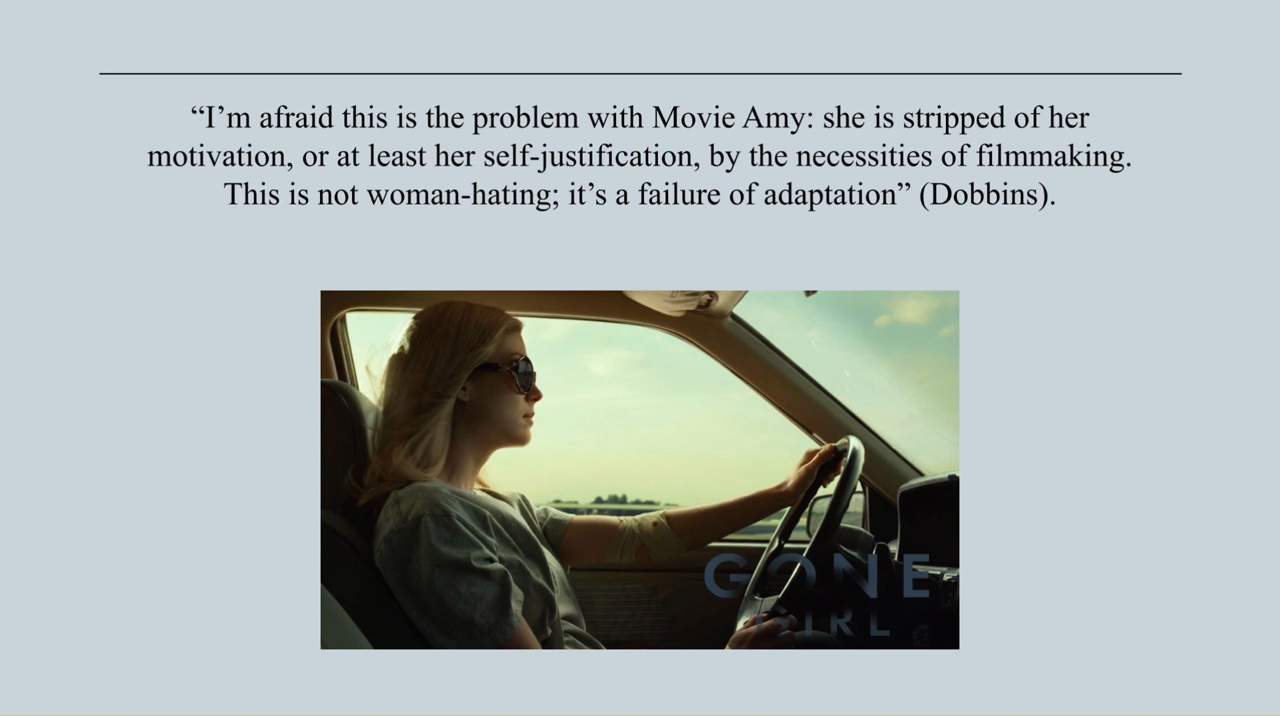 “I’m afraid this is the problem with Movie Amy: she is stripped of her
motivation, or at least her self-justification, by the necessities of filmmaking.
This is not woman-hating; it’s a failure of adaptation” (Dobbins).
GONE
GIRL